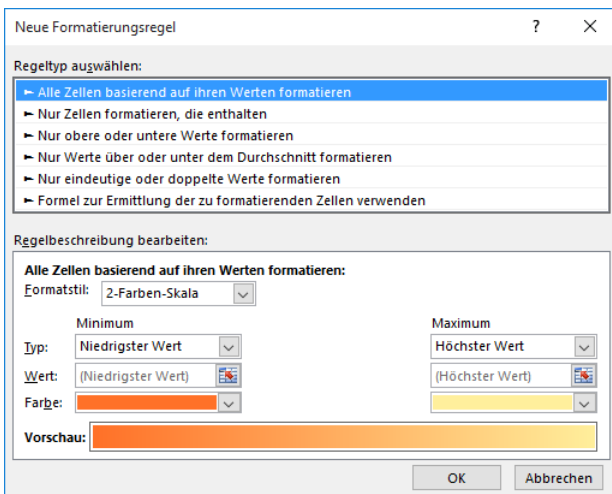 Neue Formatierungsregel ? ×
Regeltyp auswählen:
► Alle Zellen basierend auf ihren Werten formatieren
► Nur Zellen formatieren, die enthalten
► Nur obere oder untere Werte formatieren
► Nur Werte über oder unter dem Durchschnitt formatieren
► Nur eindeutige oder doppelte Werte formatieren
► Formel zur Ermittlung der zu formatierenden Zellen verwenden
Regelbeschreibung bearbeiten:
Alle Zellen basierend auf ihren Werten formatieren:
Formatstil: 2-Farben-Skala
Minimum Maximum
Typ: Niedrigster Wert Höchster Wert
Wert: (Niedrigster Wert) (Höchster Wert)
Farbe:
Vorschau:
OK Abbrechen